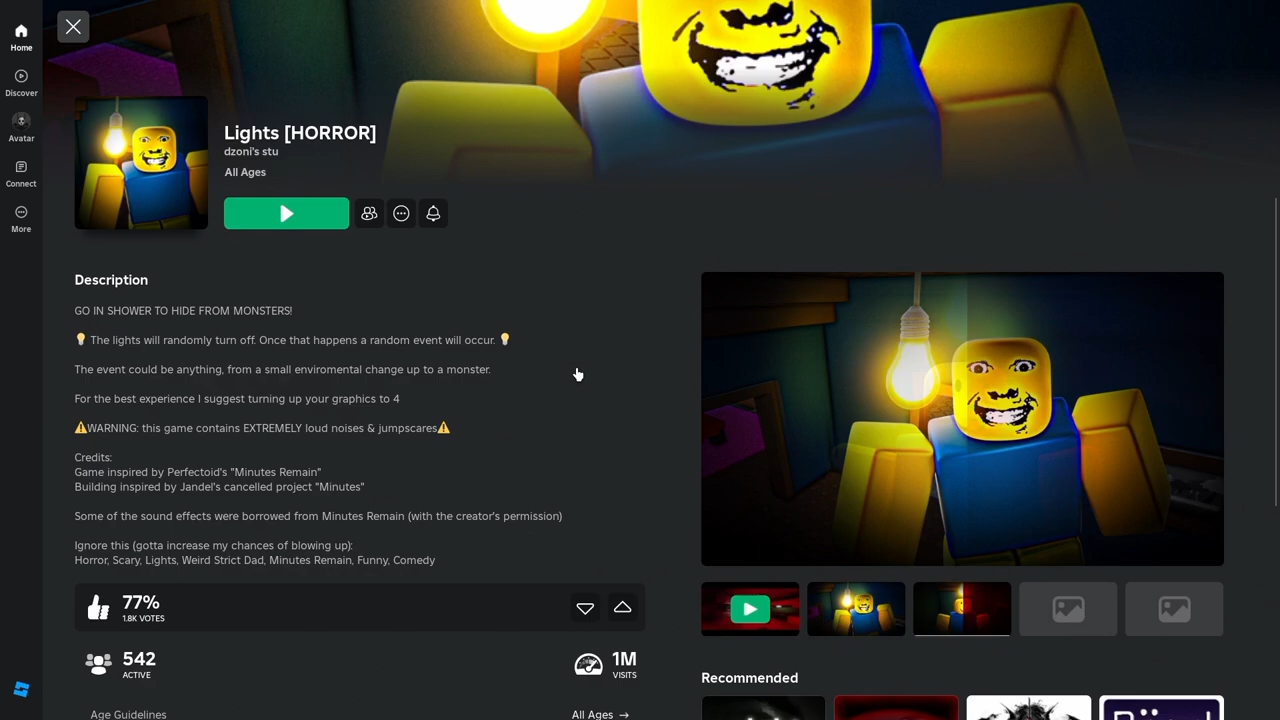 Home
Discover
Avatar
Connect
More
Lights [HORROR]
dzoni's stu
All Ages
Description
GO IN SHOWER TO HIDE FROM MONSTERS!
💡 The lights will randomly turn off. Once that happens a random event will occur. 💡
The event could be anything, from a small enviromental change up to a monster.
For the best experience I suggest turning up your graphics to 4
⚠️WARNING: this game contains EXTREMELY loud noises & jumpscares⚠️
Credits:
Game inspired by Perfectoid's "Minutes Remain"
Building inspired by Jandel's cancelled project "Minutes"
Some of the sound effects were borrowed from Minutes Remain (with the creator's permission)
Ignore this (gotta increase my chances of blowing up):
Horror, Scary, Lights, Weird Strict Dad, Minutes Remain, Funny, Comedy
77%
1.8K VOTES
542
ACTIVE
1M
VISITS
Age Guidelines
All Ages →
Recommended